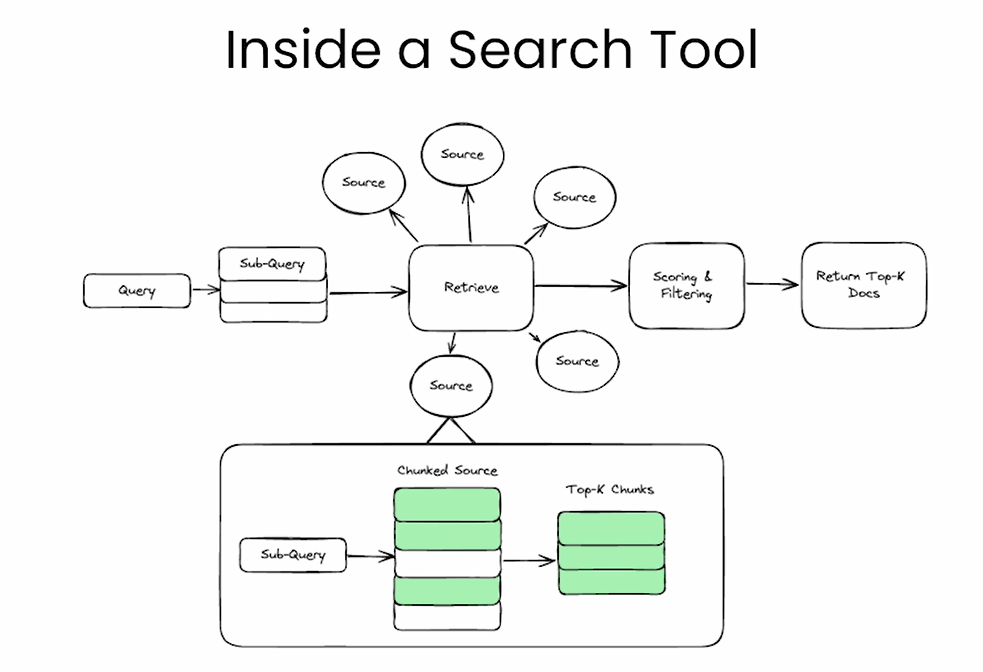 Inside a Search Tool
Source
Source
Source
Query
Sub-Query
Retrieve
Scoring &
Filtering
Return Top-K
Docs
Source
Source
Chunked Source
Top-K Chunks
Sub-Query